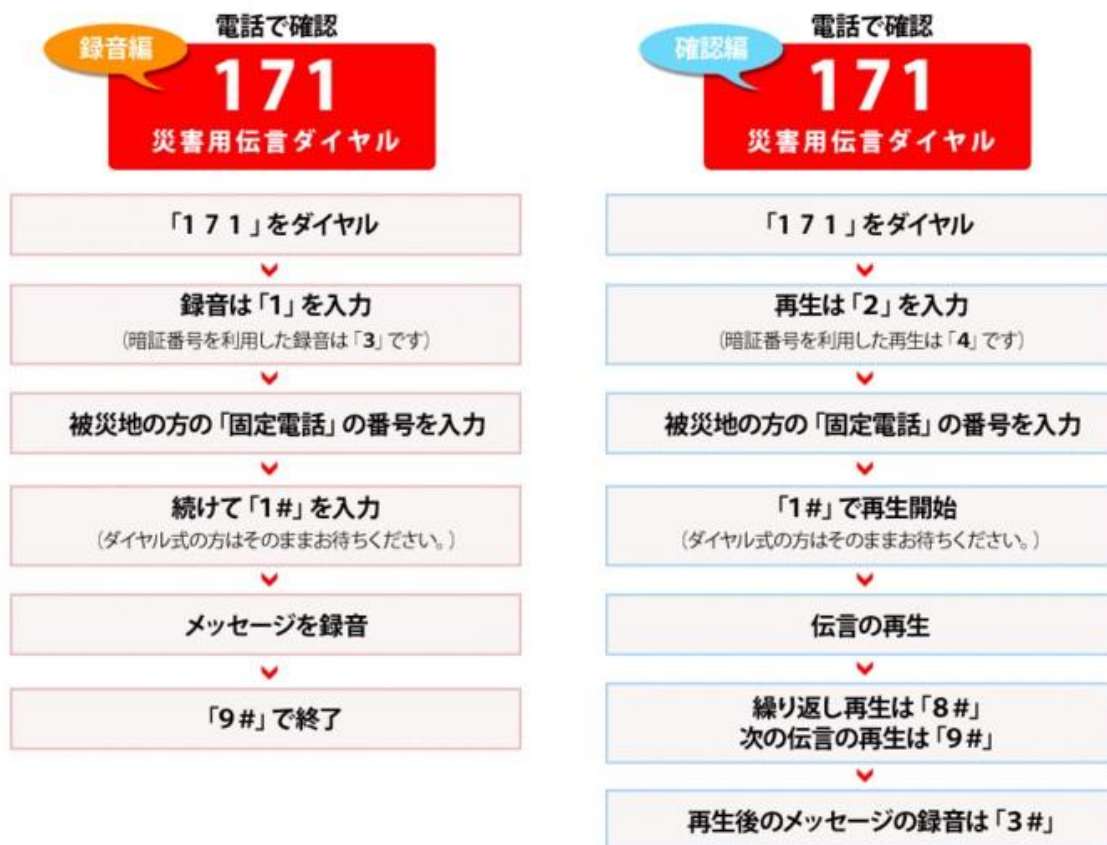 録音編
電話で確認
171
災害用伝言ダイヤル
「1 7 1 」をダイヤル
録音は「1」を入力
(暗証番号を利用した録音は「3」です)
被災地の方の「固定電話」の番号を入力
続けて「1#」を入力
(ダイヤル式の方はそのままお待ちください。)
メッセージを録音
「9#」で終了
確認編
電話で確認
171
災害用伝言ダイヤル
「1 7 1 」をダイヤル
再生は「2」を入力
(暗証番号を利用した再生は「4」です)
被災地の方の「固定電話」の番号を入力
「1#」で再生開始
(ダイヤル式の方はそのままお待ちください。)
伝言の再生
繰り返し再生は「8#」
次の伝言の再生は「9#」
再生後のメッセージの録音は「3#」